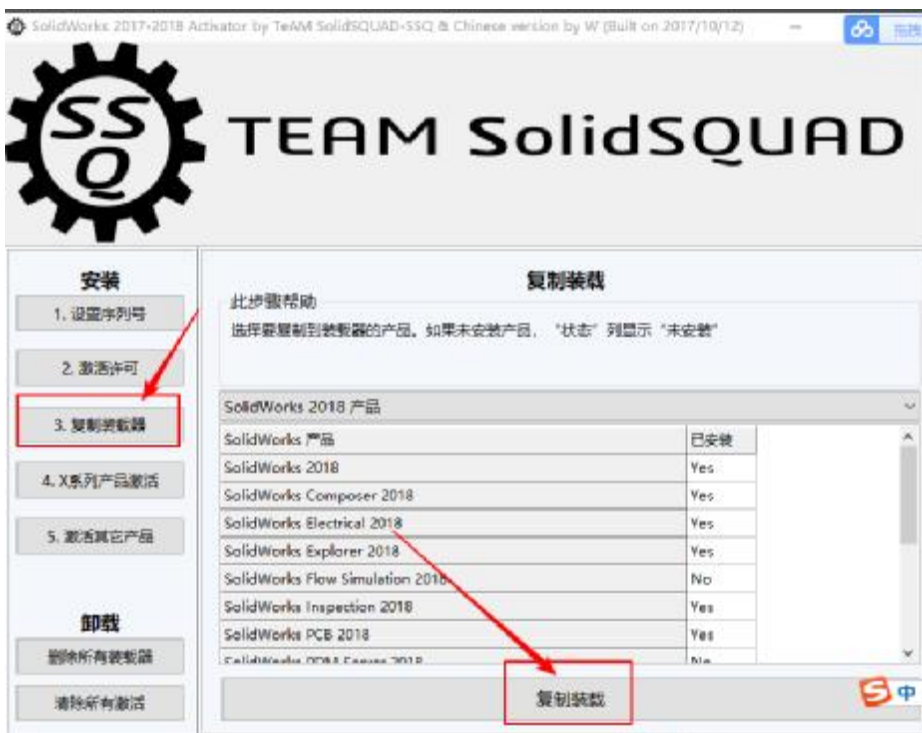 SolidWorks 2017-2018 Activator by TeAM SolidSQUAD-SSQ & Chinese version by W (Built on 2017/10/12)
SSQ
TEAM SolidSQUAD
安装
1. 设置序列号
2. 激活许可
3. 复制装载器
4. X系列产品激活
5. 激活其它产品
卸载
删除所有装载器
清除所有激活
复制装载
此步骤帮助
选择要复制到装载器的产品。如果未安装产品，“状态”列显示“未安装”
SolidWorks 2018 产品
SolidWorks 产品 已安装
SolidWorks 2018 Yes
SolidWorks Composer 2018 Yes
SolidWorks Electrical 2018 Yes
SolidWorks Explorer 2018 Yes
SolidWorks Flow Simulation 2018 No
SolidWorks Inspection 2018 Yes
SolidWorks PCB 2018 Yes
SolidWorks PDM Server 2018 No
复制装载
中